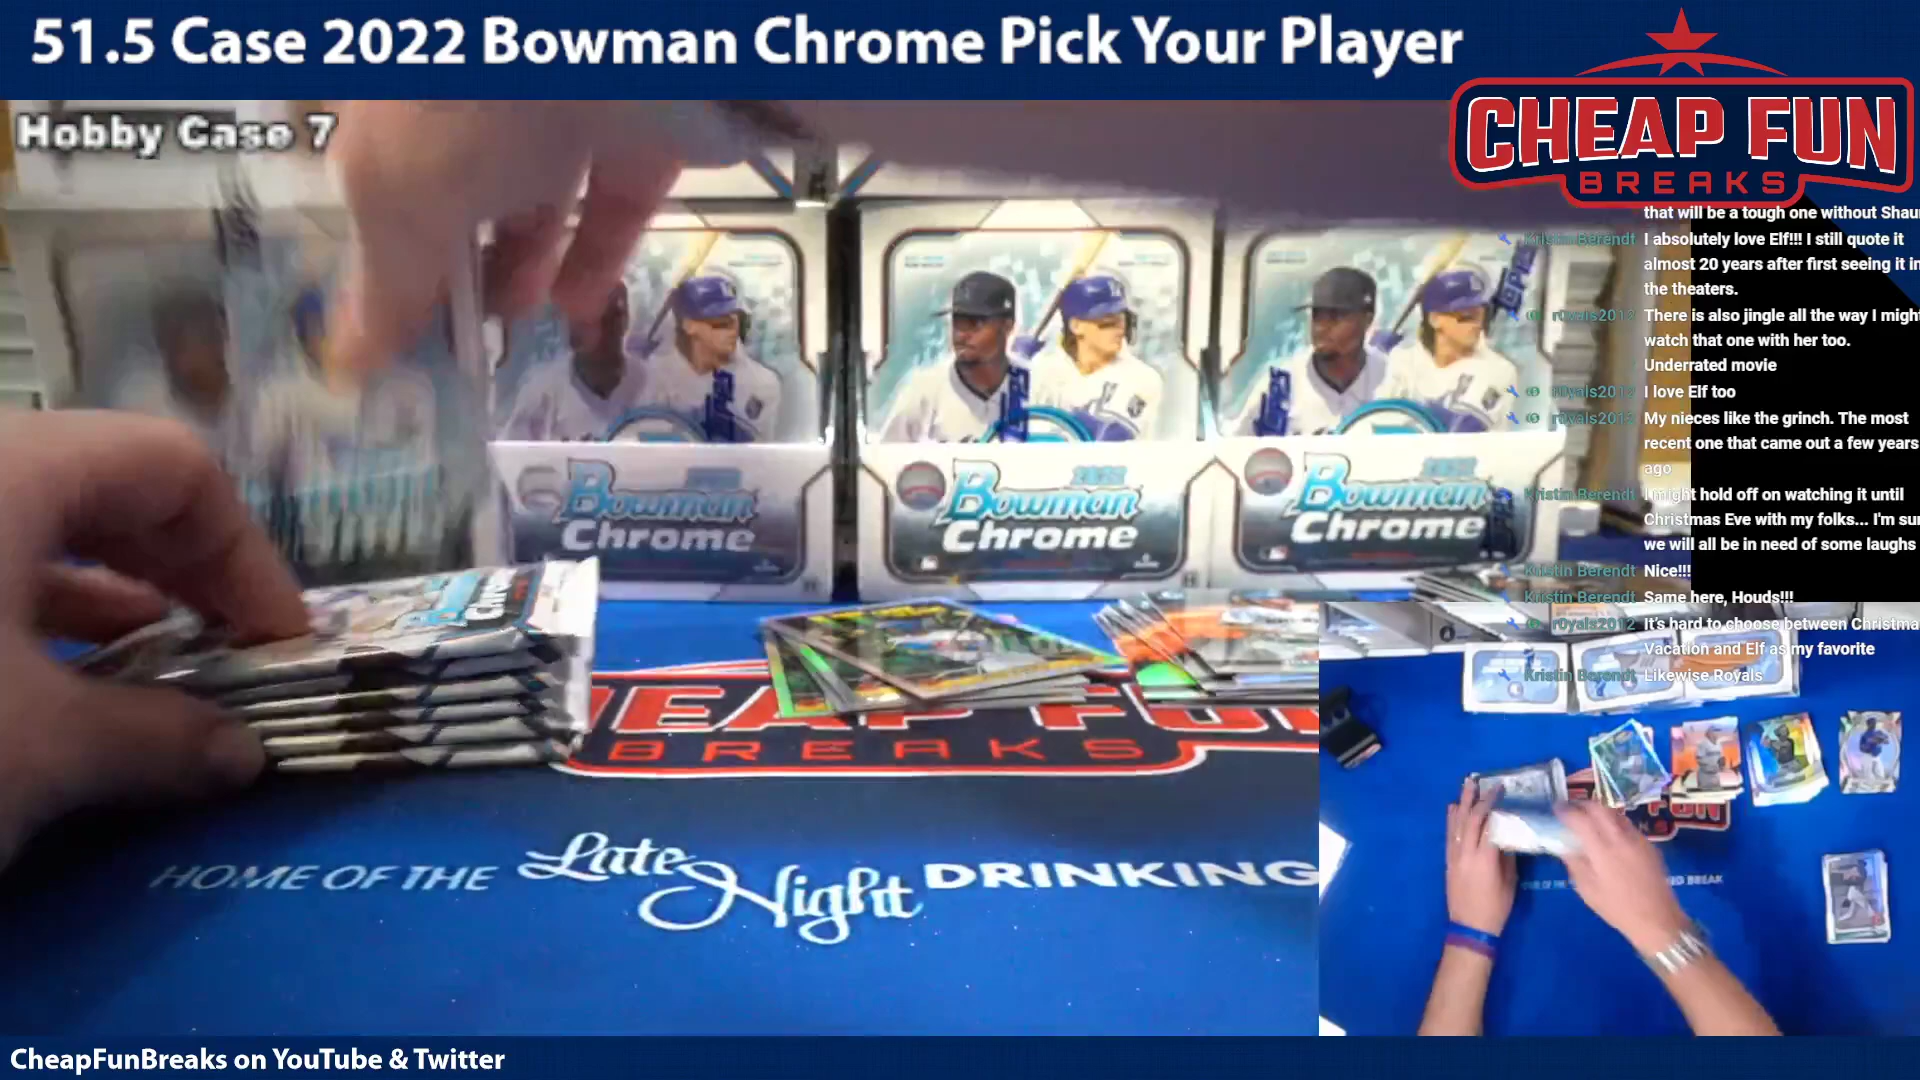 51.5 Case 2022 Bowman Chrome Pick Your Player
CHEAP FUN
BREAKS
Hobby Case 7
that will be a tough one without
Kristin Berendt I absolutely love Elf!!! I still quote it
almost 20 years after first seeing it in
the theaters.
r0yals2012 There is also jingle all the way I might
watch that one with her too.
Underrated movie
r0yals2012 I love Elf too
r0yals2012 My nieces like the grinch. The most
recent one that came out a few years
ago
Kristin Berendt I might hold off on watching it until
Christmas Eve with my folks... I'm
we will all be in need of some laughs
Kristin Berendt Nice!!!
Kristin Berendt Same here, Houds!!!
r0yals2012 It's hard to choose between
Vacation and Elf as my favorite
Kristin Berendt Likewise Royals
TOPPS
TOPPS
TOPPS
TOPPS
Bowman
Chrome
2022
Bowman
Chrome
2022
Bowman
Chrome
BREAKS
HOME OF THE Late Night DRINKING
FUN
CheapFunBreaks on YouTube & Twitter